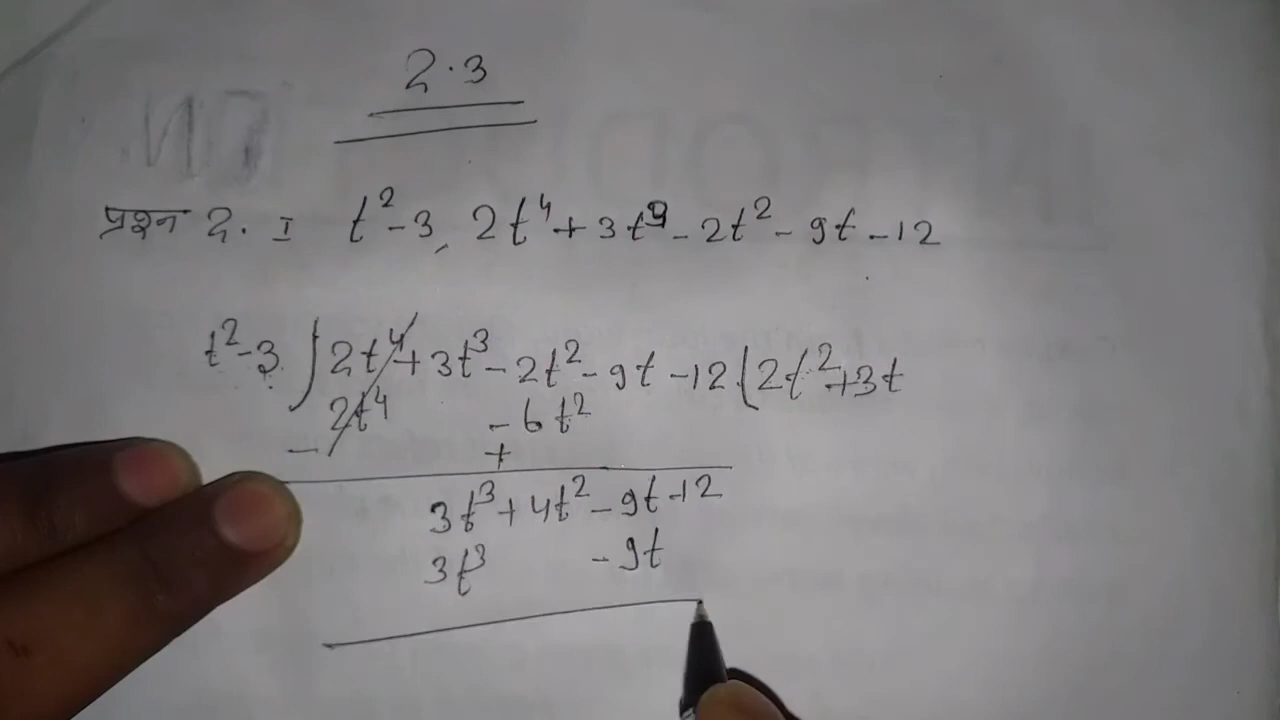 2.3
प्रश्न 2. I t² - 3, 2t⁴ + 3t⁹ - 2t² - 9t - 12
t² - 3 ) 2t⁴ + 3t³ - 2t² - 9t - 12 ( 2t² + 3t
2t⁴ - 6t²
- +
3t³ + 4t² - 9t - 12
3t³ - 9t